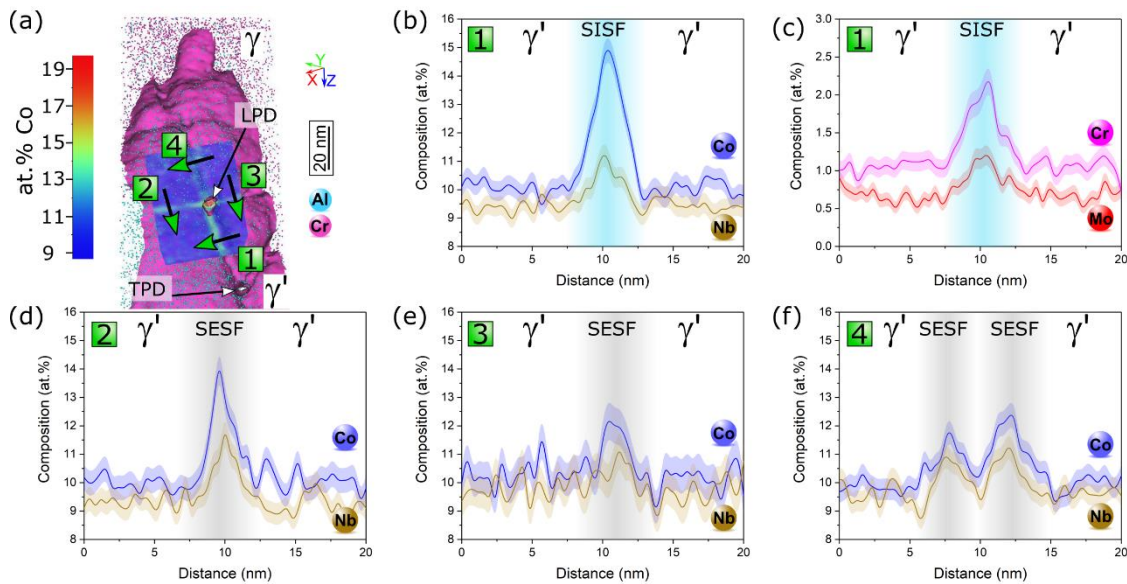 (a)
γ
19
17
16
14
13
11
9
at.% Co
Y
X
Z
LPD
20 nm
4
2
3
1
Al
Cr
TPD
γ'
(b)
1
γ'
SISF
γ'
Composition (at.%)
16
15
14
13
12
11
10
9
8
Co
Nb
0
5
10
15
20
Distance (nm)
(c)
1
γ'
SISF
γ'
Composition (at.%)
3.0
2.5
2.0
1.5
1.0
0.5
0.0
Cr
Mo
0
5
10
15
20
Distance (nm)
(d)
2
γ'
SESF
γ'
Composition (at.%)
16
15
14
13
12
11
10
9
8
Co
Nb
0
5
10
15
20
Distance (nm)
(e)
3
γ'
SESF
γ'
Composition (at.%)
16
15
14
13
12
11
10
9
8
Co
Nb
0
5
10
15
20
Distance (nm)
(f)
4
γ'
SESF
SESF
γ'
Composition (at.%)
16
15
14
13
12
11
10
9
8
Co
Nb
0
5
10
15
20
Distance (nm)